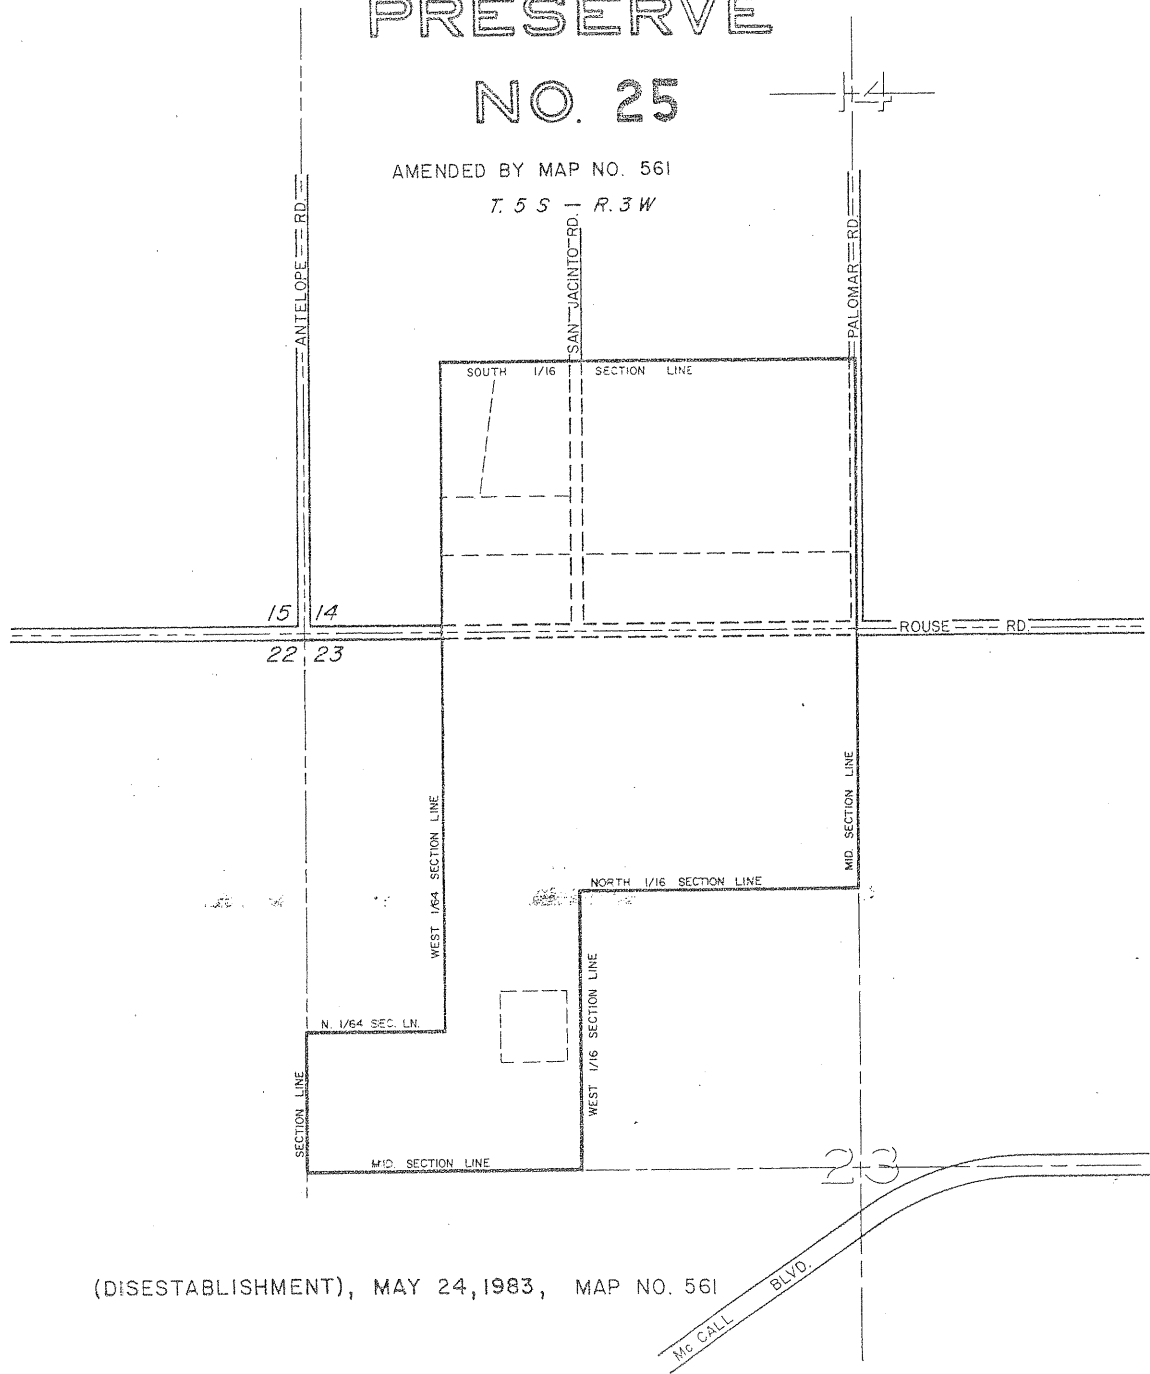 PRESERVE
NO. 25
14
AMENDED BY MAP NO. 561
T. 5 S — R. 3 W
ANTELOPE RD.
SAN JACINTO RD.
PALOMAR RD.
SOUTH 1/16 SECTION LINE
15 14
22 23
ROUSE RD.
WEST 1/64 SECTION LINE
MID. SECTION LINE
NORTH 1/16 SECTION LINE
WEST 1/16 SECTION LINE
N. 1/64 SEC. LN.
SECTION LINE
MID. SECTION LINE
23
(DISESTABLISHMENT), MAY 24, 1983, MAP NO. 561
Mc CALL BLVD.